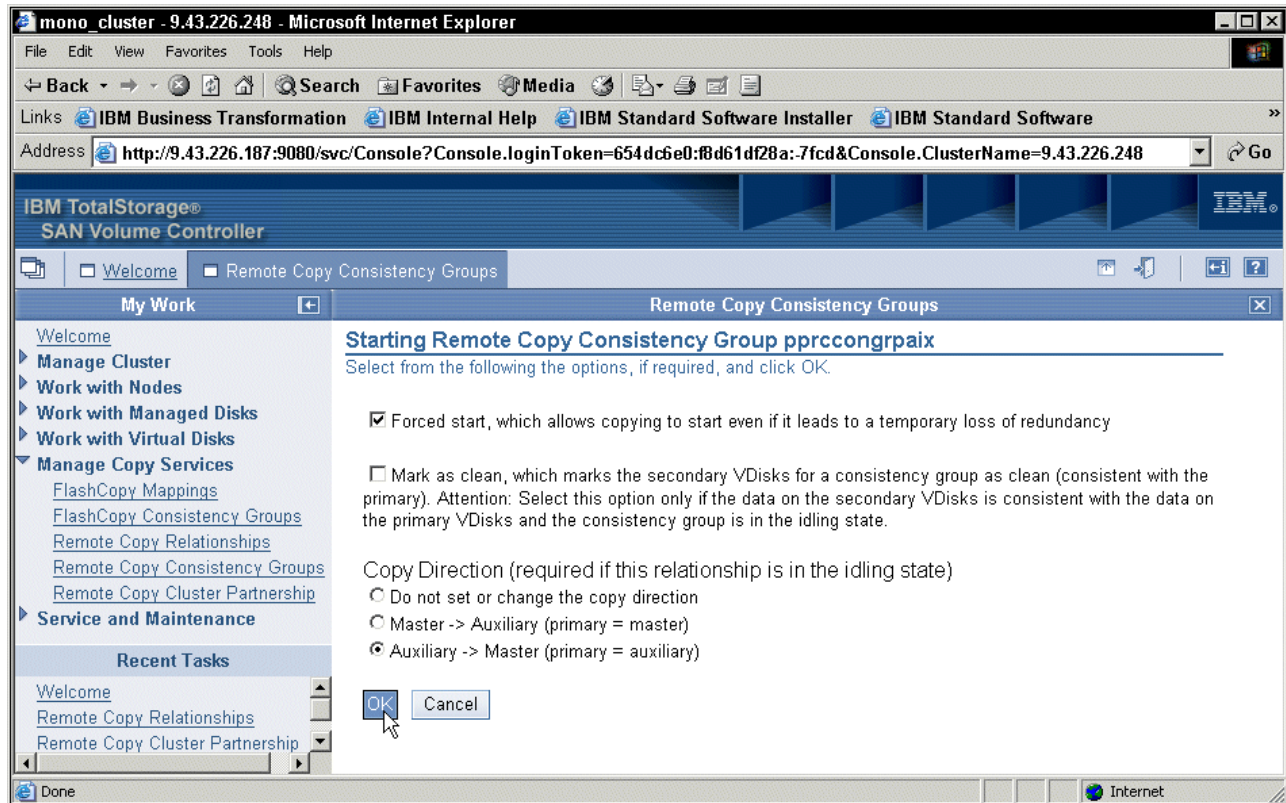 mono_cluster - 9.43.226.248 - Microsoft Internet Explorer
File Edit View Favorites Tools Help
Back Search Favorites Media
Links IBM Business Transformation IBM Internal Help IBM Standard Software Installer IBM Standard Software »
Address http://9.43.226.187:9080/svc/Console?Console.loginToken=654dc6e0:f8d61df28a:-7fcd&Console.ClusterName=9.43.226.248 Go
IBM TotalStorage®
SAN Volume Controller
IBM®
Welcome Remote Copy Consistency Groups
My Work
Welcome
Manage Cluster
Work with Nodes
Work with Managed Disks
Work with Virtual Disks
Manage Copy Services
FlashCopy Mappings
FlashCopy Consistency Groups
Remote Copy Relationships
Remote Copy Consistency Groups
Remote Copy Cluster Partnership
Service and Maintenance
Recent Tasks
Welcome
Remote Copy Relationships
Remote Copy Cluster Partnership
Remote Copy Consistency Groups
Starting Remote Copy Consistency Group pprccongrpaix
Select from the following the options, if required, and click OK.
Forced start, which allows copying to start even if it leads to a temporary loss of redundancy
Mark as clean, which marks the secondary VDisks for a consistency group as clean (consistent with the
primary). Attention: Select this option only if the data on the secondary VDisks is consistent with the data on
the primary VDisks and the consistency group is in the idling state.
Copy Direction (required if this relationship is in the idling state)
Do not set or change the copy direction
Master -> Auxiliary (primary = master)
Auxiliary -> Master (primary = auxiliary)
OK Cancel
Done Internet